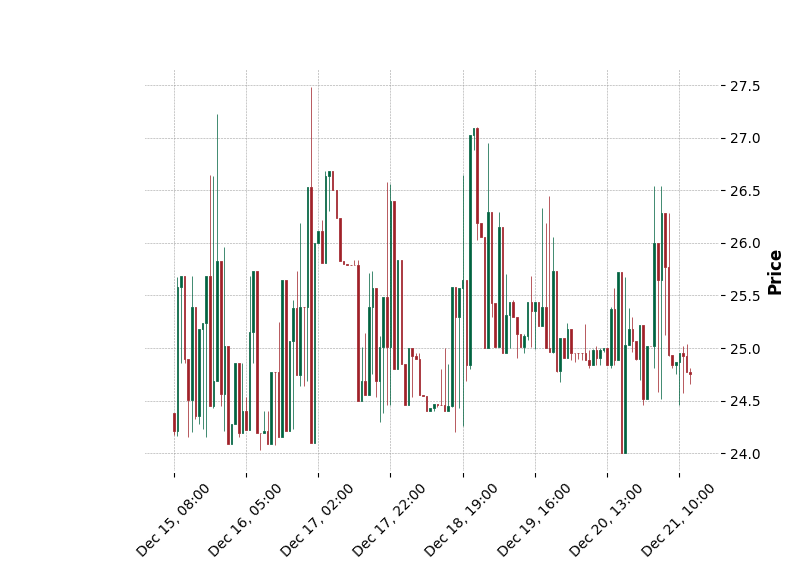 27.5
27.0
26.5
26.0
25.5
25.0
24.5
24.0
Price
Dec 15, 08:00
Dec 16, 05:00
Dec 17, 02:00
Dec 17, 22:00
Dec 18, 19:00
Dec 19, 16:00
Dec 20, 13:00
Dec 21, 10:00